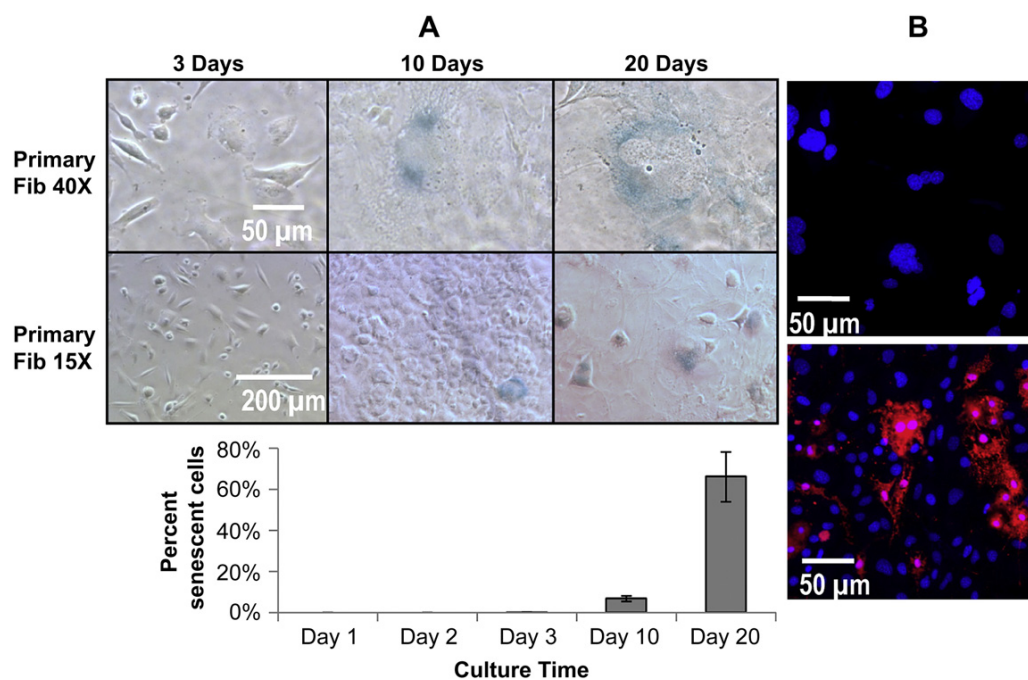 A
B
3 Days
10 Days
20 Days
Primary
Fib 40X
50 µm
50 µm
Primary
Fib 15X
200 µm
50 µm
80%
60%
40%
20%
0%
Percent
senescent cells
Day 1
Day 2
Day 3
Day 10
Day 20
Culture Time